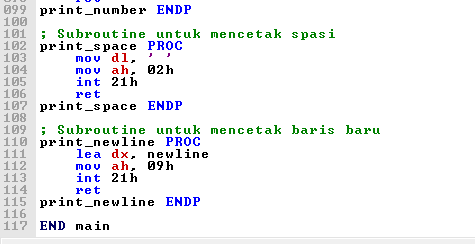 099 print_number ENDP
100
101 ; Subroutine untuk mencetak spasi
102 print_space PROC
103     mov dl, ' '
104     mov ah, 02h
105     int 21h
106     ret
107 print_space ENDP
108
109 ; Subroutine untuk mencetak baris baru
110 print_newline PROC
111     lea dx, newline
112     mov ah, 09h
113     int 21h
114     ret
115 print_newline ENDP
116
117 END main